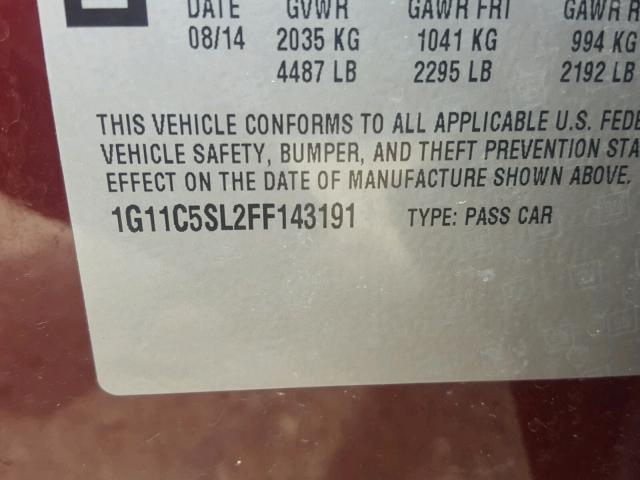 DATE GVWR GAWR FRT GAWR R
08/14 2035 KG 1041 KG 994 KG
4487 LB 2295 LB 2192 LB
THIS VEHICLE CONFORMS TO ALL APPLICABLE U.S. FEDE
VEHICLE SAFETY, BUMPER, AND THEFT PREVENTION STA
EFFECT ON THE DATE OF MANUFACTURE SHOWN ABOVE.
1G11C5SL2FF143191 TYPE: PASS CAR